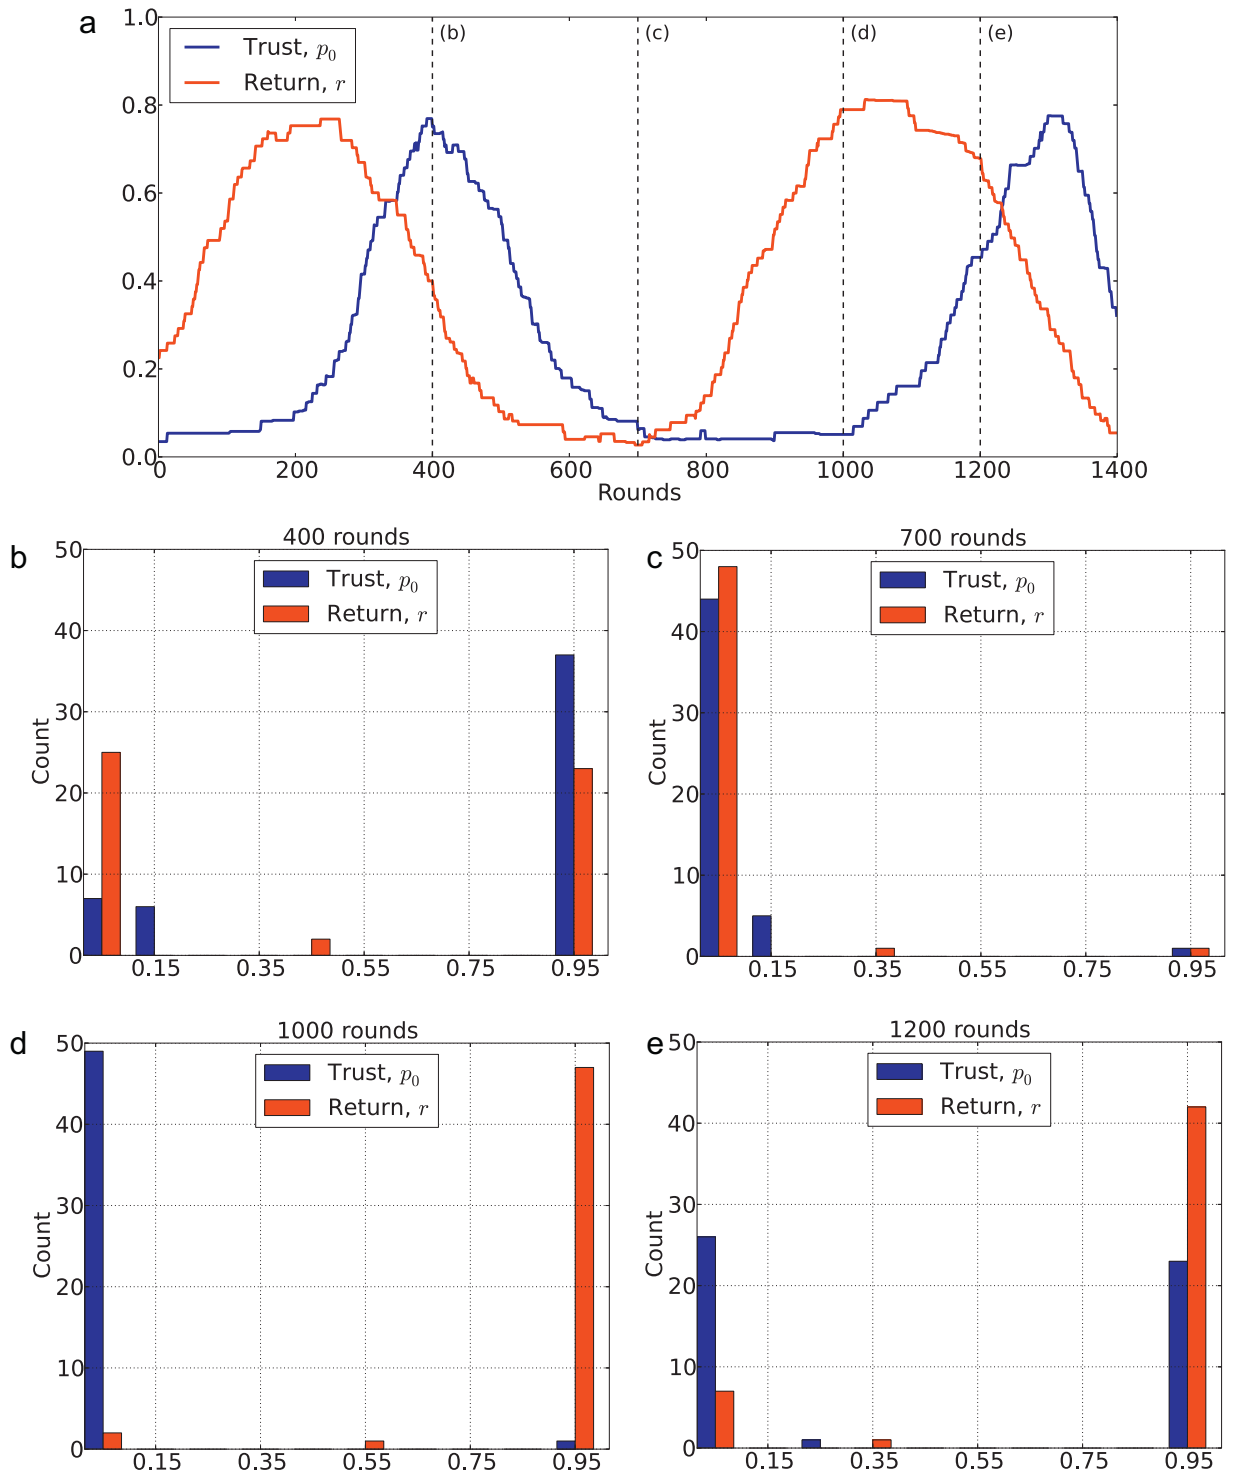 a
1.0
0.8
0.6
0.4
0.2
0.0
Trust, p₀
Return, r
(b)
(c)
(d)
(e)
0
200
400
600
800
1000
1200
1400
Rounds
b
400 rounds
50
40
30
20
10
0
Count
Trust, p₀
Return, r
0.15
0.35
0.55
0.75
0.95
c
700 rounds
50
40
30
20
10
0
Count
Trust, p₀
Return, r
0.15
0.35
0.55
0.75
0.95
d
1000 rounds
50
40
30
20
10
0
Count
Trust, p₀
Return, r
0.15
0.35
0.55
0.75
0.95
e
1200 rounds
50
40
30
20
10
0
Count
Trust, p₀
Return, r
0.15
0.35
0.55
0.75
0.95